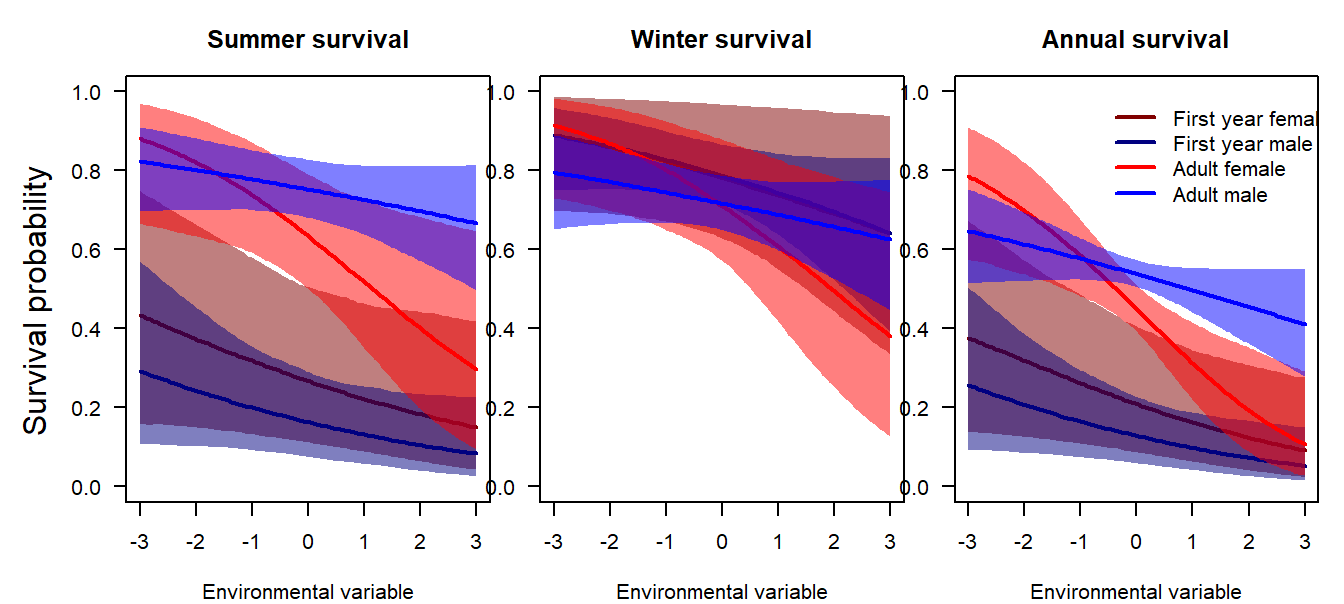 Summer survival
Winter survival
Annual survival
Survival probability
1.0
0.8
0.6
0.4
0.2
0.0
-3 -2 -1 0 1 2 3
Environmental variable
1.0
0.8
0.6
0.4
0.2
0.0
-3 -2 -1 0 1 2 3
Environmental variable
1.0
0.8
0.6
0.4
0.2
0.0
First year femal
First year male
Adult female
Adult male
-3 -2 -1 0 1 2 3
Environmental variable